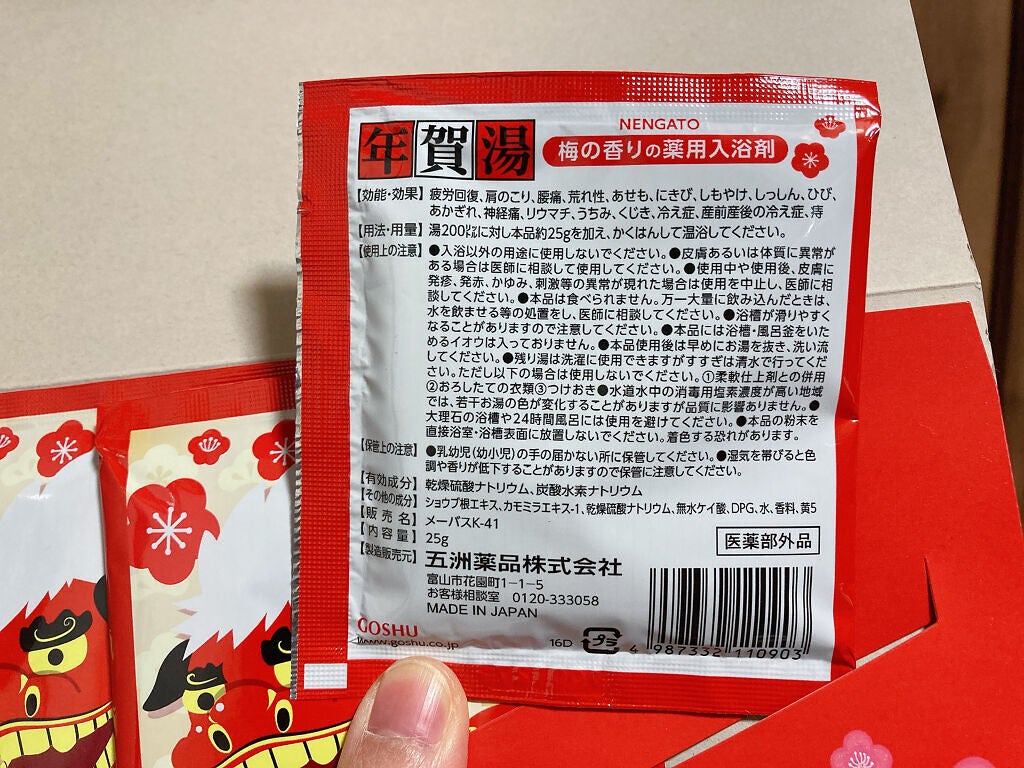 年賀湯
NENGATO
梅の香りの薬用入浴剤
【効能・効果】疲労回復、肩のこり、腰痛、荒れ性、あせも、にきび、しもやけ、しっしん、ひび、
あかぎれ、神経痛、リウマチ、うちみ、くじき、冷え症、産前産後の冷え症、痔
【用法・用量】湯200㍑に対し本品約25gを加え、かくはんして温浴してください。
【使用上の注意】●入浴以外の用途に使用しないでください。●皮膚あるいは体質に異常が
ある場合は医師に相談して使用してください。●使用中や使用後、皮膚に
発疹、発赤、かゆみ、刺激等の異常が現れた場合は使用を中止し、医師に相
談してください。●本品は食べられません。万一大量に飲み込んだときは、
水を飲ませる等の処置をし、医師に相談してください。●浴槽が滑りやすく
なることがありますので注意してください。●本品には浴槽・風呂釜をいた
めるイオウは入っておりません。●本品使用後は早めにお湯を抜き、洗い流
してください。●残り湯は洗濯に使用できますがすすぎは清水で行ってくだ
さい。ただし以下の場合は使用しないでください。①柔軟仕上剤との併用
②おろしたての衣類③つけおき●水道水中の消毒用塩素濃度が高い地域
では、若干お湯の色が変化することがありますが品質に影響ありません。●
大理石の浴槽や24時間風呂には使用を避けてください。●本品の粉末を
直接浴室・浴槽表面に放置しないでください。着色する恐れがあります。
【保管上の注意】●乳幼児(幼小児)の手の届かない所に保管してください。●湿気を帯びると色
調や香りが低下することがありますので保管に注意してください。
【有効成分】乾燥硫酸ナトリウム、炭酸水素ナトリウム
【その他の成分】ショウブ根エキス、カモミラエキス-1、乾燥硫酸ナトリウム、無水ケイ酸、DPG、水、香料、黄5
【販売名】メーバスK-41
【内容量】25g
医薬部外品
【製造販売元】五洲薬品株式会社
富山市花園町1-1-5
お客様相談室 0120-333058
MADE IN JAPAN
GOSHU
www.goshu.co.jp
16D
プラ
4 987332 110903